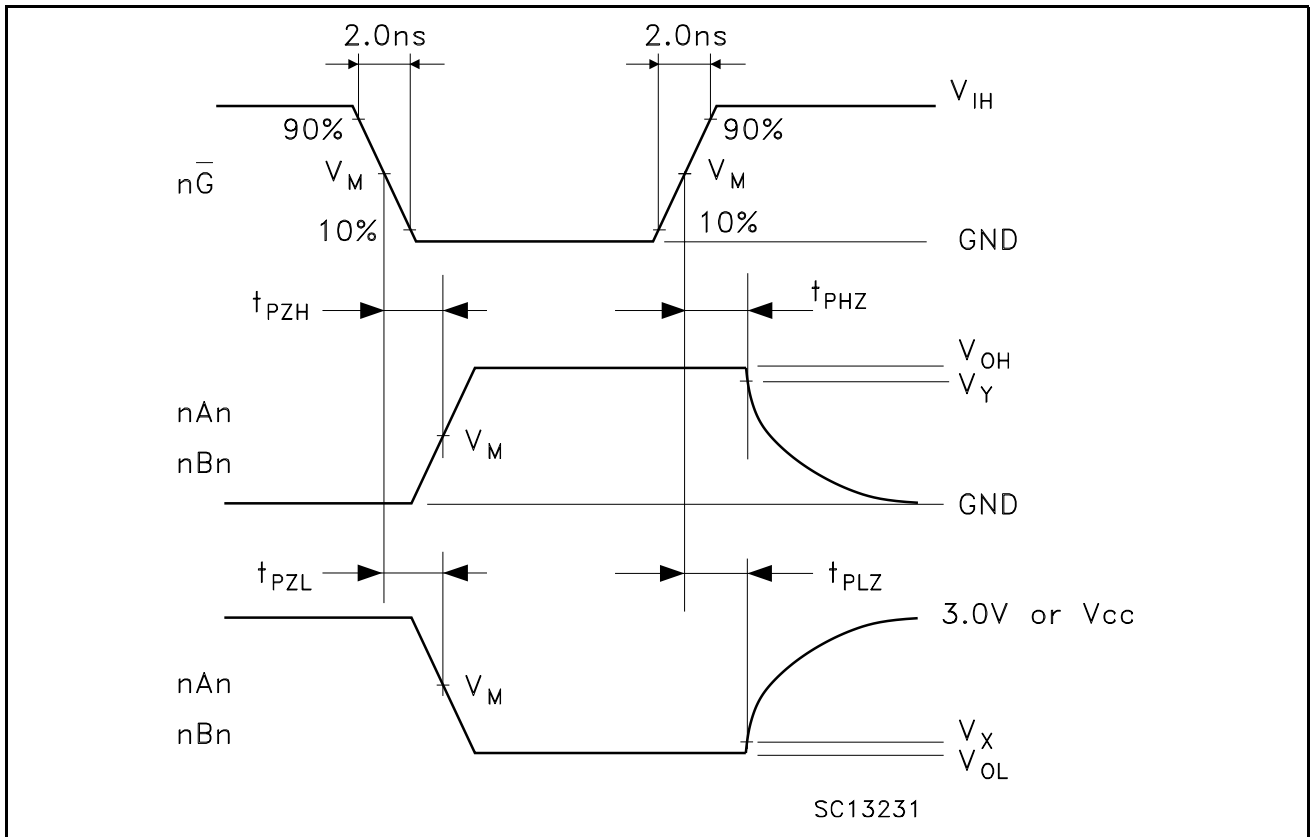 2.0ns 2.0ns
V_IH
90% 90%
nG̅ V_M V_M
10% 10%
GND
t_PZH t_PHZ
V_OH
V_Y
nAn
V_M
nBn
GND
t_PZL t_PLZ
3.0V or Vcc
nAn V_M
nBn
V_X
V_OL
SC13231